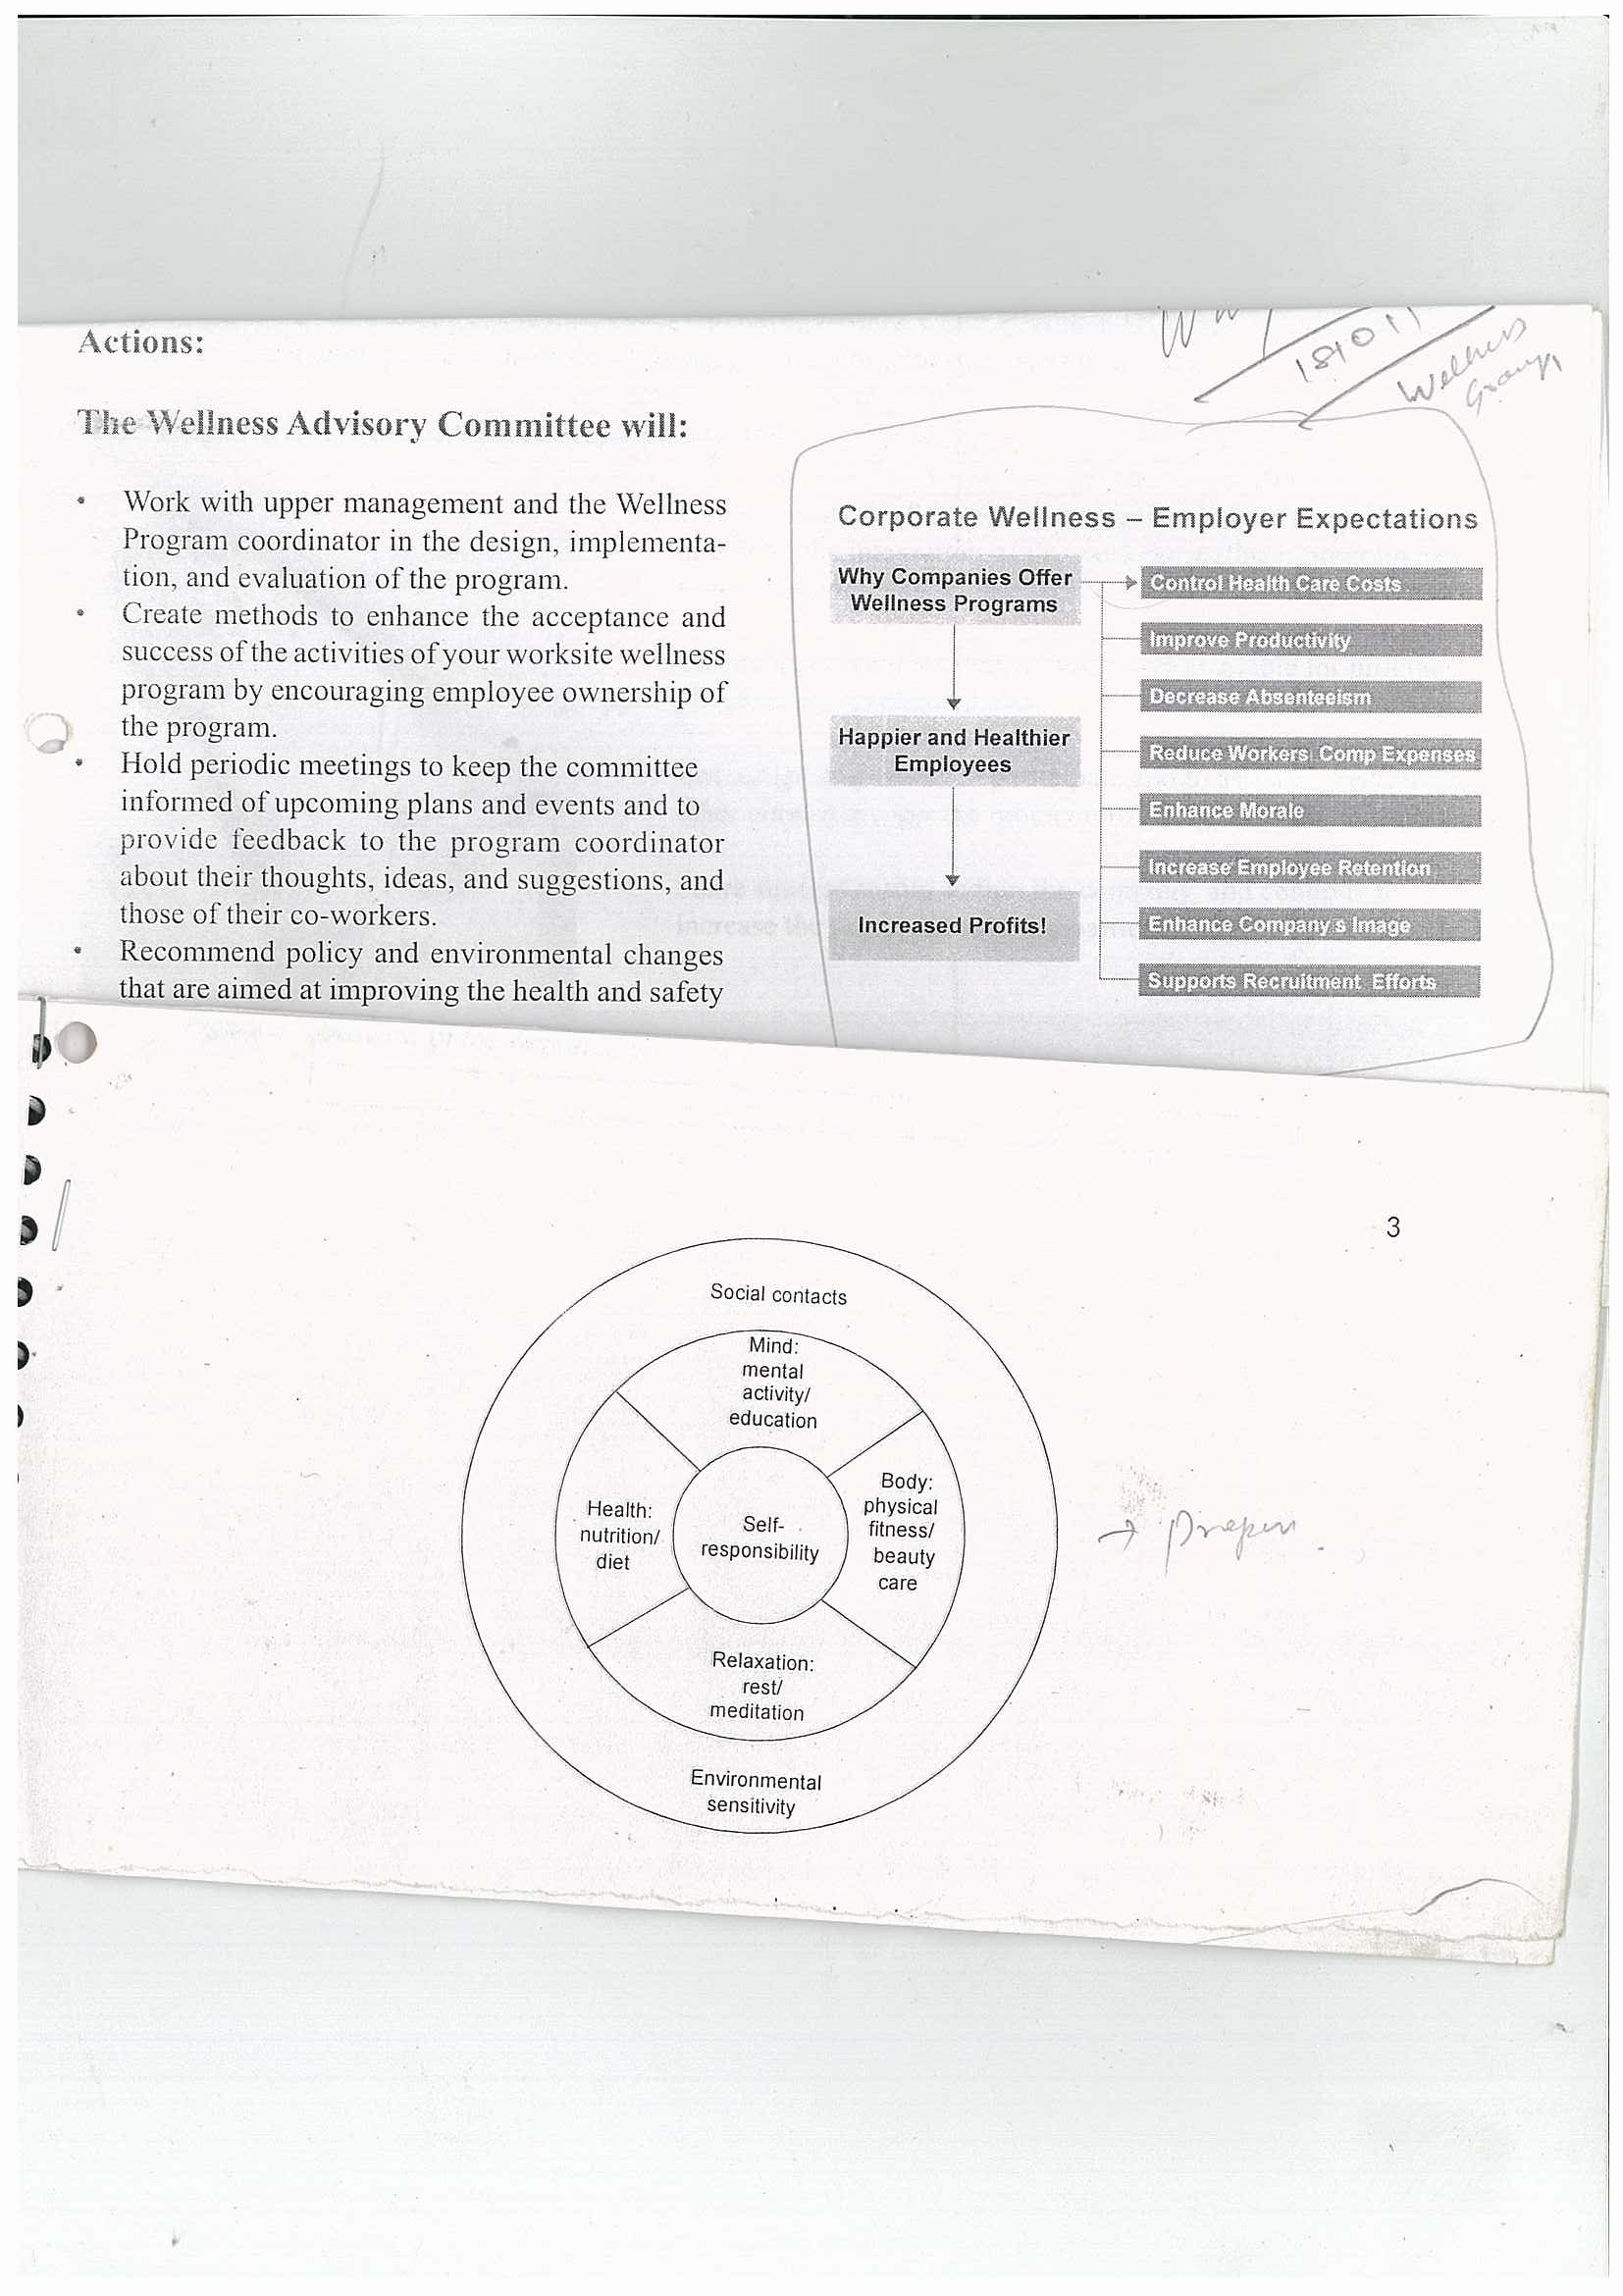 Actions:
The Wellness Advisory Committee will:
• Work with upper management and the Wellness
Program coordinator in the design, implementa-
tion, and evaluation of the program.
• Create methods to enhance the acceptance and
success of the activities of your worksite wellness
program by encouraging employee ownership of
the program.
• Hold periodic meetings to keep the committee
informed of upcoming plans and events and to
provide feedback to the program coordinator
about their thoughts, ideas, and suggestions, and
those of their co-workers.
• Recommend policy and environmental changes
that are aimed at improving the health and safety
Wellness
Group
Corporate Wellness – Employer Expectations
Why Companies Offer
Wellness Programs
Happier and Healthier
Employees
Increased Profits!
Control Health Care Costs
Improve Productivity
Decrease Absenteeism
Reduce Workers Comp Expenses
Enhance Morale
Increase Employee Retention
Enhance Company s Image
Supports Recruitment Efforts
3
Social contacts
Mind:
mental
activity/
education
Health:
nutrition/
diet
Self-
responsibility
Body:
physical
fitness/
beauty
care
Relaxation:
rest/
meditation
Environmental
sensitivity